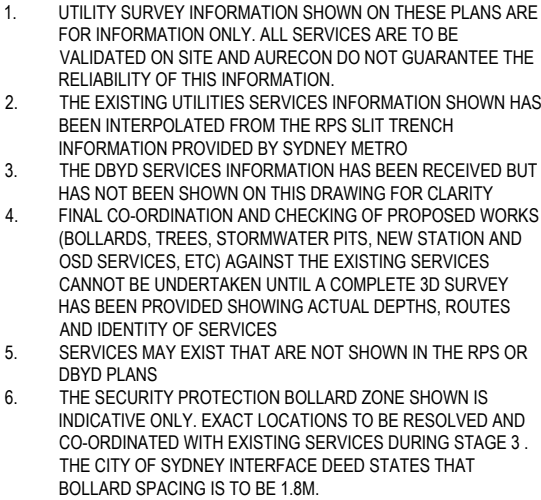 1. UTILITY SURVEY INFORMATION SHOWN ON THESE PLANS ARE
FOR INFORMATION ONLY. ALL SERVICES ARE TO BE
VALIDATED ON SITE AND AURECON DO NOT GUARANTEE THE
RELIABILITY OF THIS INFORMATION.
2. THE EXISTING UTILITIES SERVICES INFORMATION SHOWN HAS
BEEN INTERPOLATED FROM THE RPS SLIT TRENCH
INFORMATION PROVIDED BY SYDNEY METRO
3. THE DBYD SERVICES INFORMATION HAS BEEN RECEIVED BUT
HAS NOT BEEN SHOWN ON THIS DRAWING FOR CLARITY
4. FINAL CO-ORDINATION AND CHECKING OF PROPOSED WORKS
(BOLLARDS, TREES, STORMWATER PITS, NEW STATION AND
OSD SERVICES, ETC) AGAINST THE EXISTING SERVICES
CANNOT BE UNDERTAKEN UNTIL A COMPLETE 3D SURVEY
HAS BEEN PROVIDED SHOWING ACTUAL DEPTHS, ROUTES
AND IDENTITY OF SERVICES
5. SERVICES MAY EXIST THAT ARE NOT SHOWN IN THE RPS OR
DBYD PLANS
6. THE SECURITY PROTECTION BOLLARD ZONE SHOWN IS
INDICATIVE ONLY. EXACT LOCATIONS TO BE RESOLVED AND
CO-ORDINATED WITH EXISTING SERVICES DURING STAGE 3 .
THE CITY OF SYDNEY INTERFACE DEED STATES THAT
BOLLARD SPACING IS TO BE 1.8M.